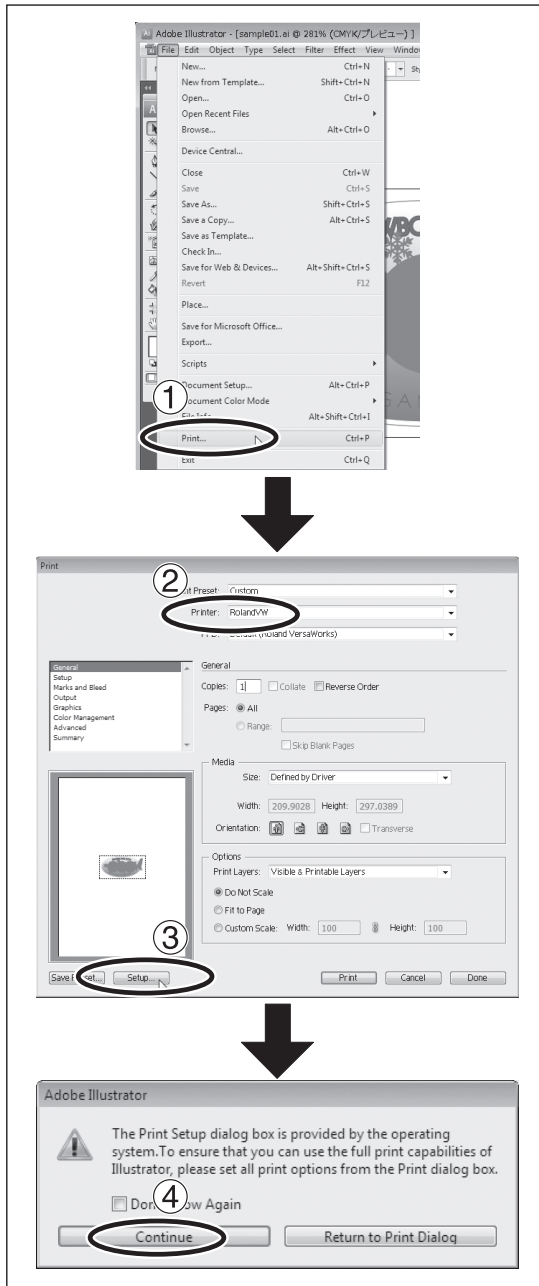 Adobe Illustrator - [sample01.ai @ 281% (CMYK/プレビュー) ]
File Edit Object Type Select Filter Effect View Windo
New... Ctrl+N
New from Template... Shift+Ctrl+N
Open... Ctrl+O
Open Recent Files
Browse... Alt+Ctrl+O
Device Central...
Close Ctrl+W
Save Ctrl+S
Save As... Shift+Ctrl+S
Save a Copy... Alt+Ctrl+S
Save as Template...
Check In...
Save for Web & Devices... Alt+Shift+Ctrl+S
Revert F12
Place...
Save for Microsoft Office...
Export...
Scripts
Document Setup... Alt+Ctrl+P
①
Document Color Mode
File Info... Alt+Shift+Ctrl+I
Print... Ctrl+P
Exit Ctrl+Q
Print
②
Preset: Custom
Printer: RolandVW
Default (Roland VersaWorks)
General
Setup
Marks and Bleed
Output
Graphics
Color Management
Advanced
Summary
General
Copies: 1 Collate Reverse Order
Pages: All
Range:
Skip Blank Pages
Media
Size: Defined by Driver
Width: 209.9028 Height: 297.0389
Orientation: Transverse
Options
Print Layers: Visible & Printable Layers
Do Not Scale
Fit to Page
Custom Scale: Width: 100 Height: 100
③
Save Setup... Print Cancel Done
Adobe Illustrator
The Print Setup dialog box is provided by the operating
system.To ensure that you can use the full print capabilities of
Illustrator, please set all print options from the Print dialog box.
④
Again
Continue Return to Print Dialog